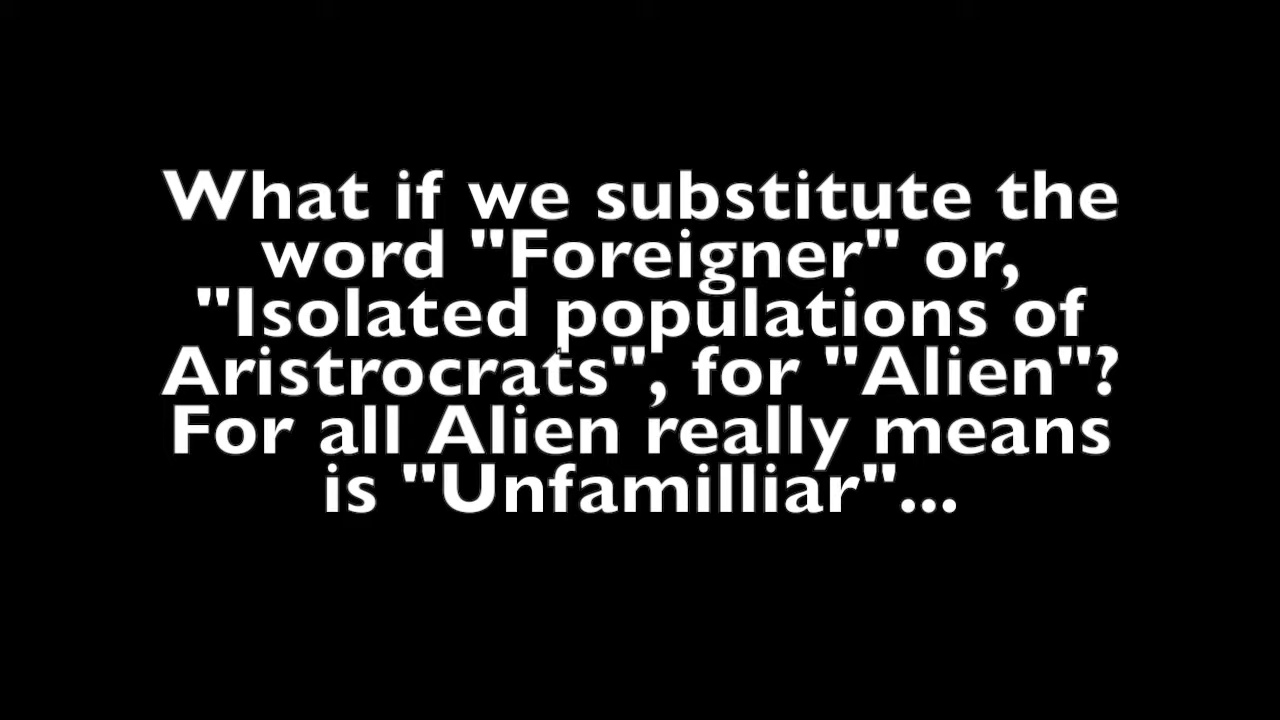 What if we substitute the
word "Foreigner" or,
"Isolated populations of
Aristrocrats", for "Alien"?
For all Alien really means
is "Unfamilliar"...